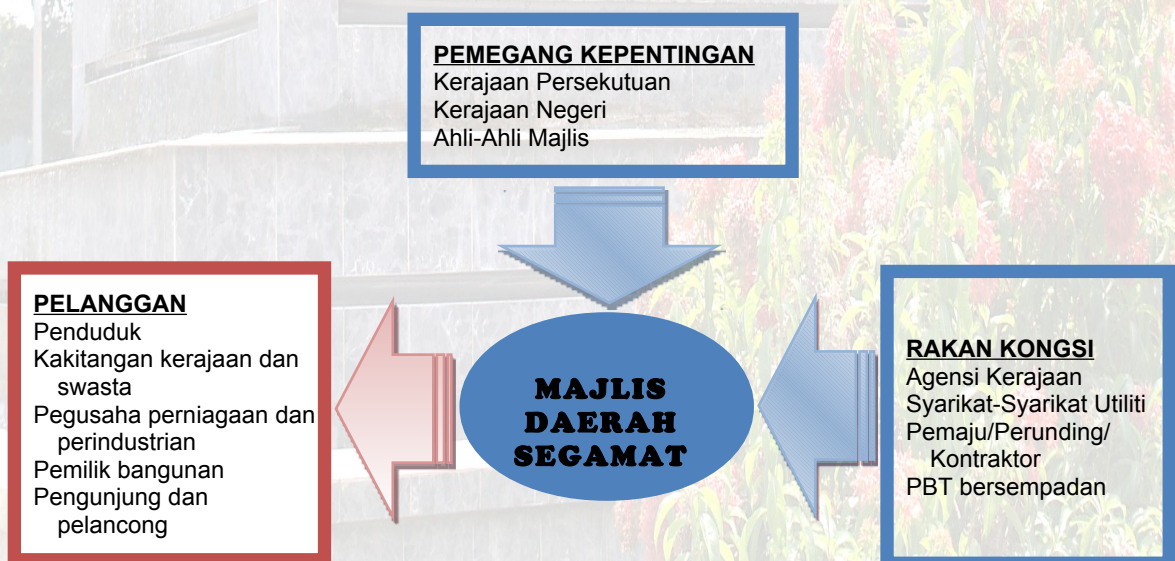 PEMEGANG KEPENTINGAN
Kerajaan Persekutuan
Kerajaan Negeri
Ahli-Ahli Majlis
PELANGGAN
Penduduk
Kakitangan kerajaan dan
swasta
Pegusaha perniagaan dan
perindustrian
Pemilik bangunan
Pengunjung dan
pelancong
MAJLIS
DAERAH
SEGAMAT
RAKAN KONGSI
Agensi Kerajaan
Syarikat-Syarikat Utiliti
Pemaju/Perunding/
Kontraktor
PBT bersempadan